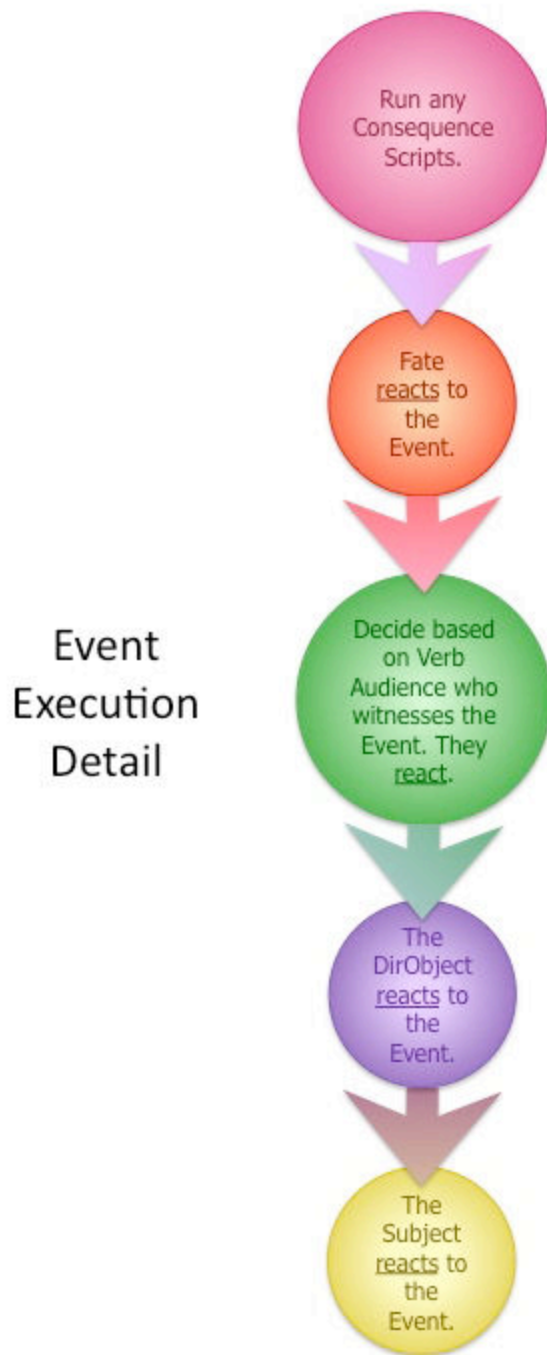 Run any
Consequence
Scripts.
Fate
reacts to
the
Event.
Event
Execution
Detail
Decide based
on Verb
Audience who
witnesses the
Event. They
react.
The
DirObject
reacts to
the
Event.
The
Subject
reacts to
the
Event.